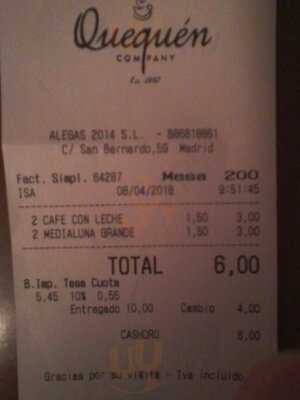 Quequén
COMPANY
ALEGAS 2014 S.L. - B86818861
C/ San Bernardo,59 Madrid
Fact. Simpl. 64287 Mesa 200
ISA 08/04/2018 9:51:45
2 CAFE CON LECHE 1,50 3,00
2 MEDIALUNA GRANDE 1,50 3,00
TOTAL 6,00
B.Imp. Tasa Cuota
5,45 10% 0,55
Entregado 10,00 Cambio 4,00
6,00
Gracias por su visita - Iva incluido